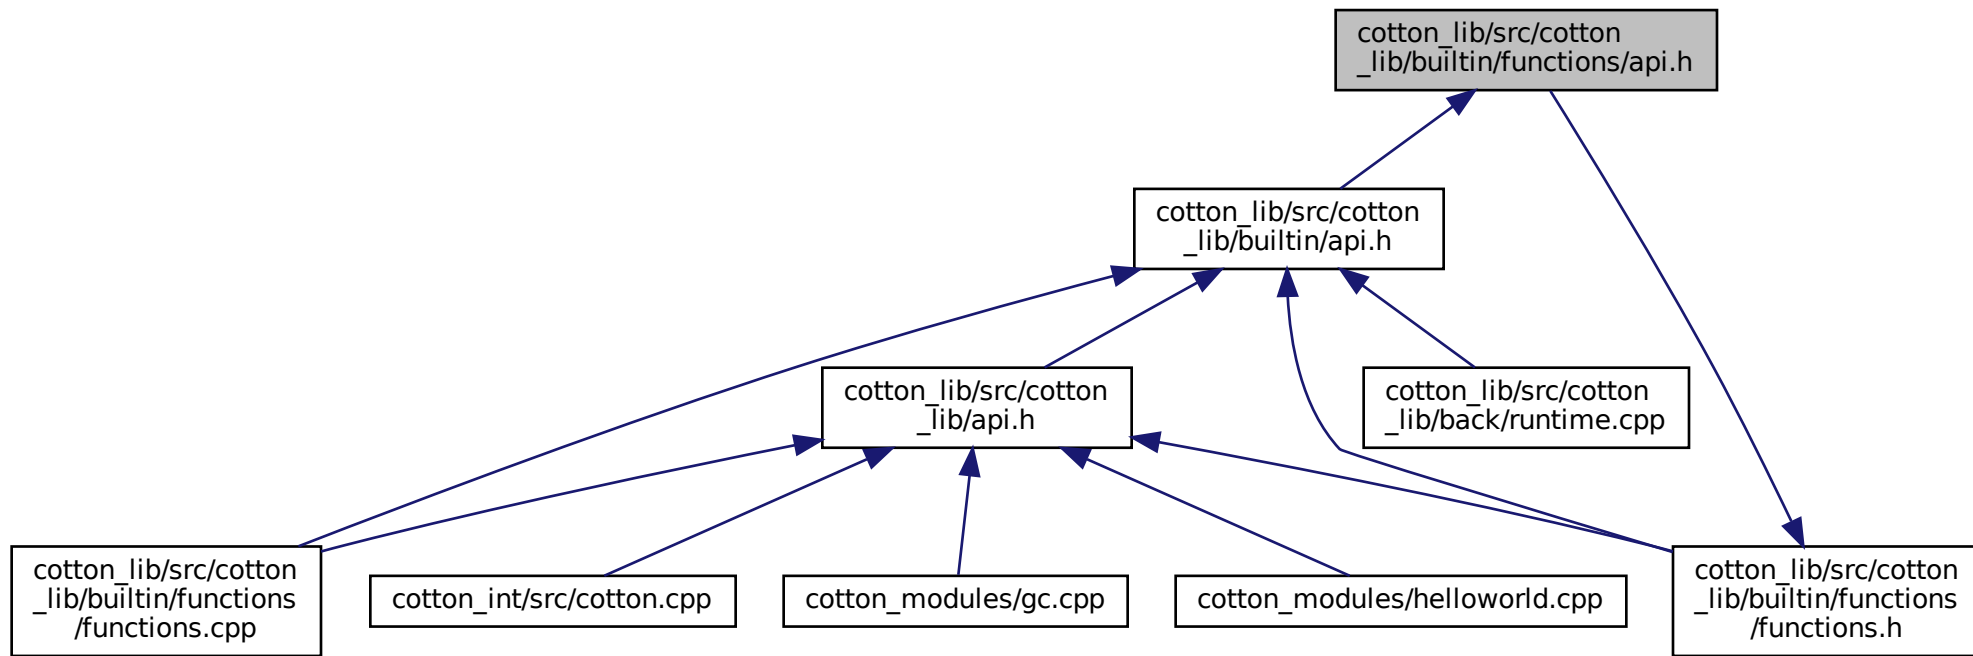 cotton_lib/src/cotton
_lib/builtin/functions/api.h
cotton_lib/src/cotton
_lib/builtin/api.h
cotton_lib/src/cotton
_lib/api.h
cotton_lib/src/cotton
_lib/back/runtime.cpp
cotton_lib/src/cotton
_lib/builtin/functions
/functions.cpp
cotton_int/src/cotton.cpp
cotton_modules/gc.cpp
cotton_modules/helloworld.cpp
cotton_lib/src/cotton
_lib/builtin/functions
/functions.h